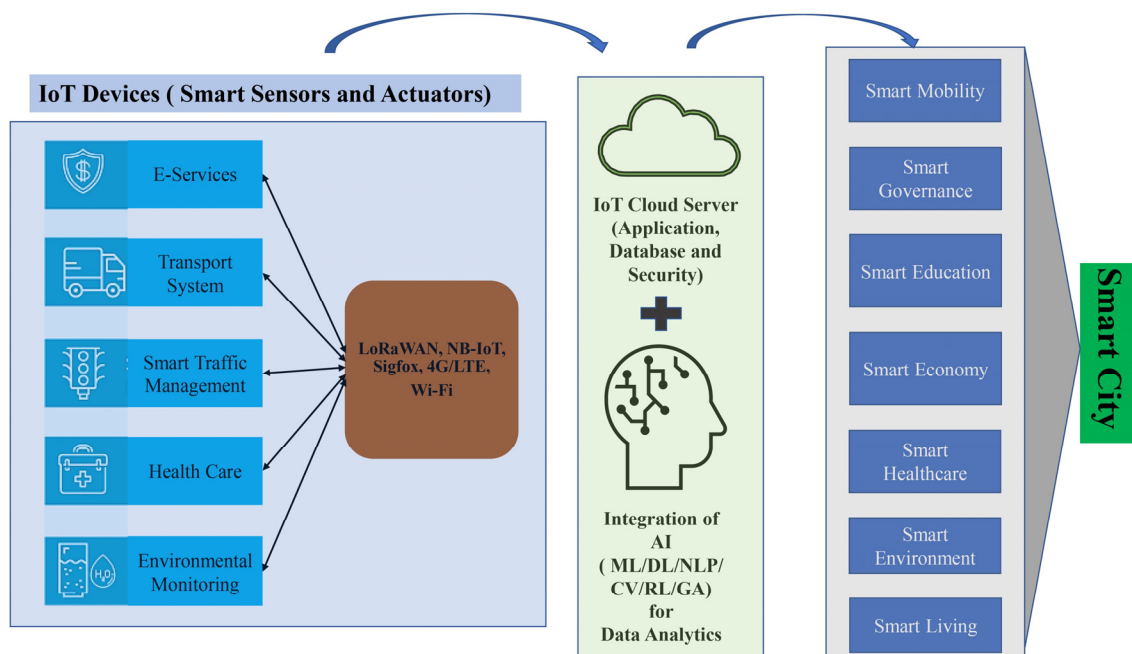 IoT Devices ( Smart Sensors and Actuators)
$
E-Services
Transport
System
Smart Traffic
Management
Health Care
H₂O
Environmental
Monitoring
LoRaWAN, NB-IoT,
Sigfox, 4G/LTE,
Wi-Fi
IoT Cloud Server
(Application,
Database and
Security)
Integration of
AI
( ML/DL/NLP/
CV/RL/GA)
for
Data Analytics
Smart Mobility
Smart
Governance
Smart Education
Smart Economy
Smart
Healthcare
Smart
Environment
Smart Living
Smart City